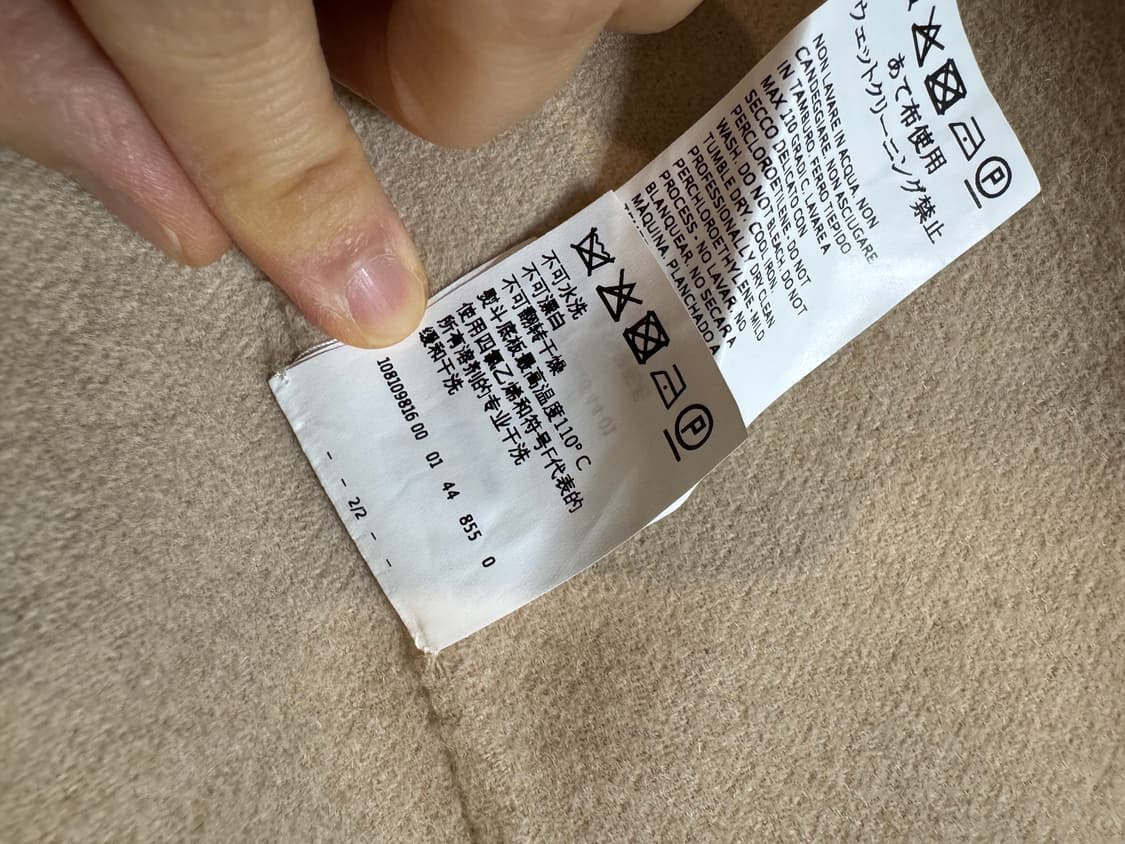 不可水洗
不可漂白
不可翻转干燥
熨斗底板最高温度110° C
使用四氯乙烯和符号F代表的
所有溶剂的专业干洗
缓和干洗
108109816 00 01 44 855 0
- - 2/2 - -
P
あて布使用
ウェットクリーニング禁止
NON LAVARE IN ACQUA. NON
CANDEGGIARE. NON ASCIUGARE
IN TAMBURO. FERRO TIEPIDO
MAX 110 GRADI C. LAVARE A
SECCO DELICATO CON
PERCLOROETILENE. DO NOT
WASH. DO NOT BLEACH. DO NOT
TUMBLE DRY. COOL IRON
PROFESSIONALLY DRY CLEAN
PERCHLOROETHYLENE - MILD
PROCESS. NO LAVAR. NO
BLANQUEAR. NO SECAR A
MÁQUINA. PLANCHADO A
P